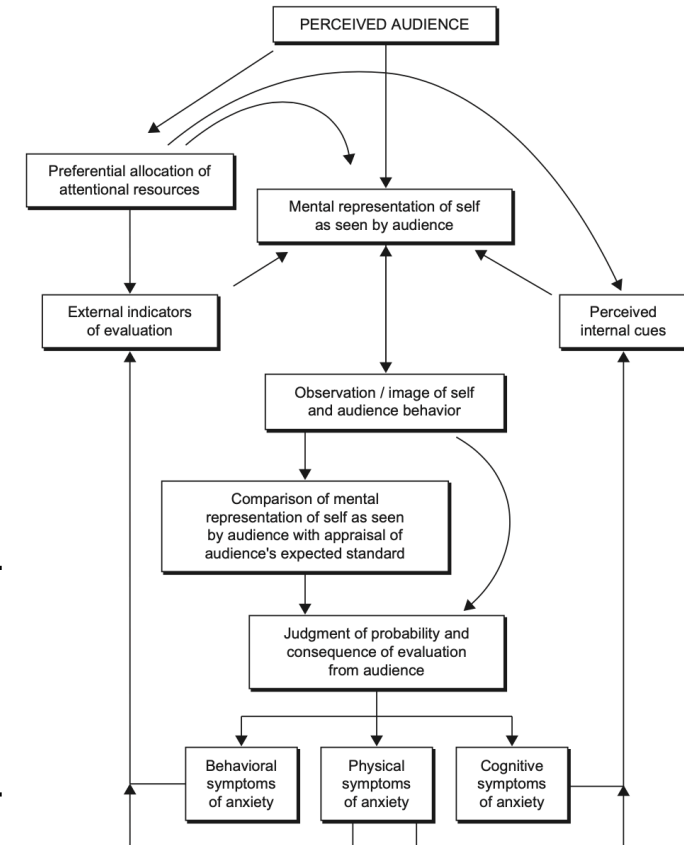 PERCEIVED AUDIENCE
Preferential allocation of
attentional resources
Mental representation of self
as seen by audience
External indicators
of evaluation
Perceived
internal cues
Observation / image of self
and audience behavior
Comparison of mental
representation of self as seen
by audience with appraisal of
audience's expected standard
Judgment of probability and
consequence of evaluation
from audience
Behavioral
symptoms
of anxiety
Physical
symptoms
of anxiety
Cognitive
symptoms
of anxiety